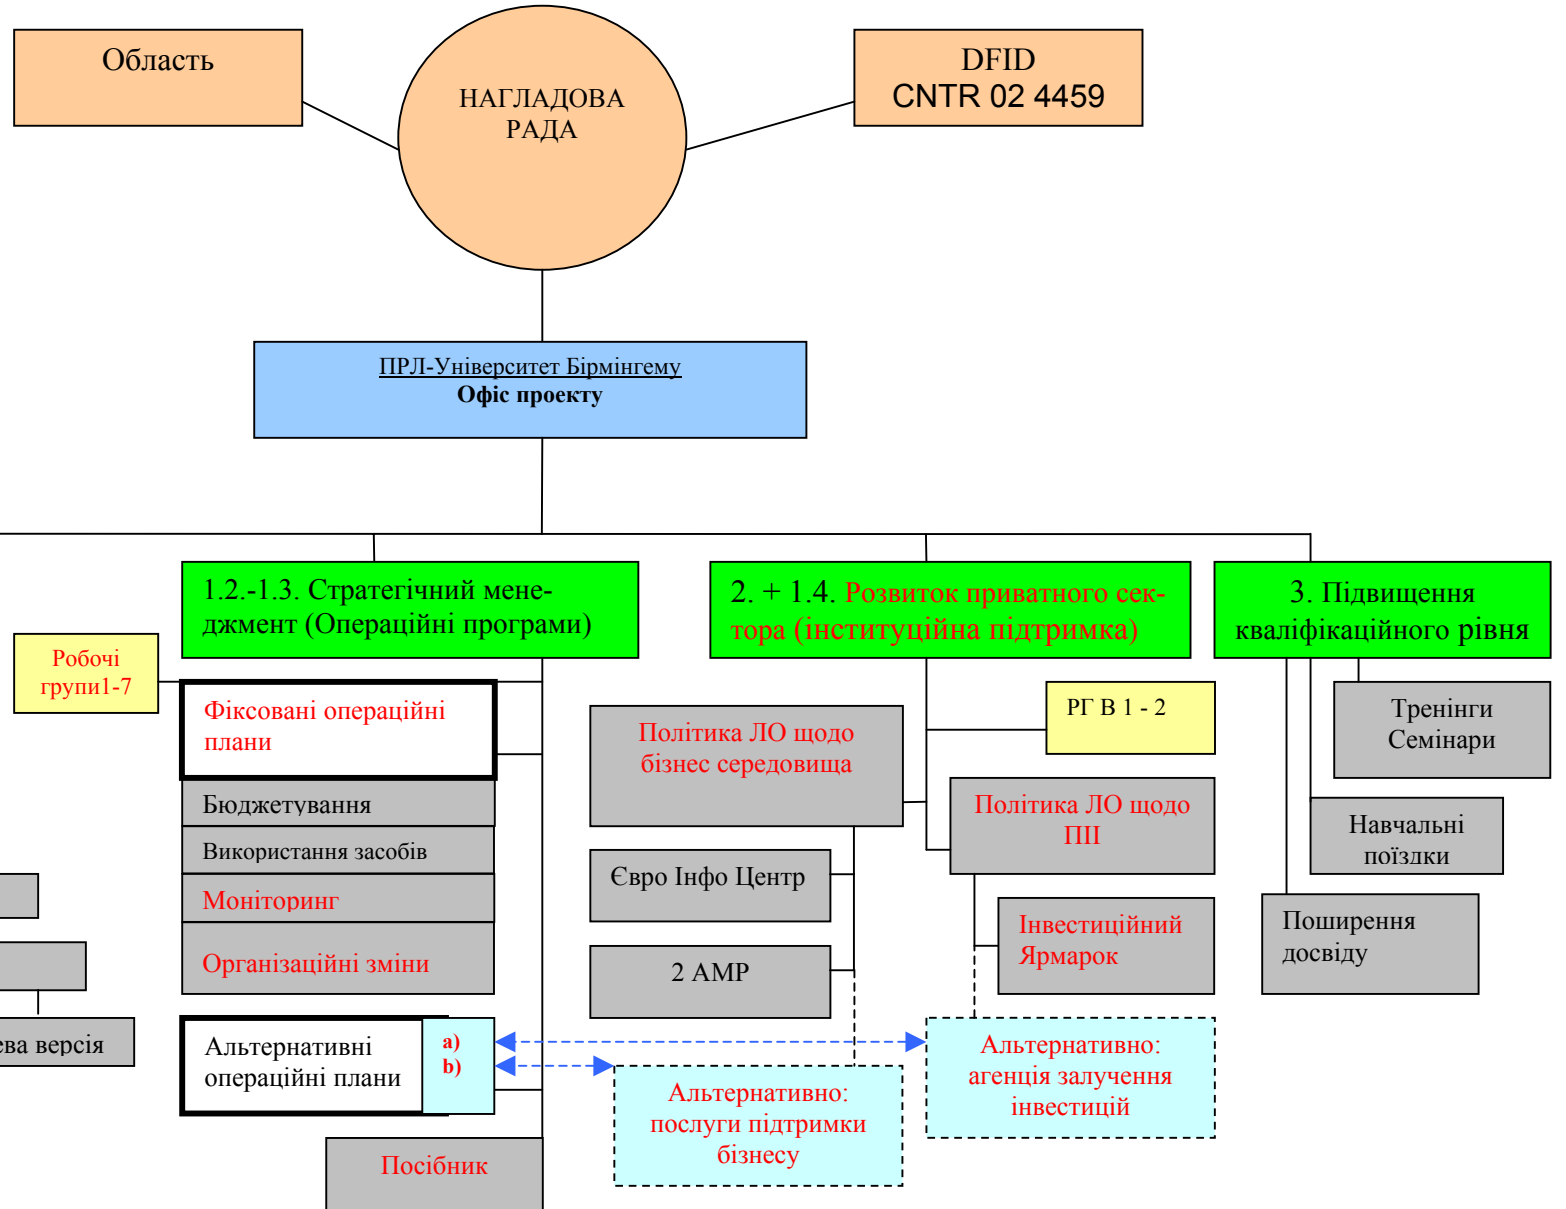 Область
НАГЛАДОВА
РАДА
DFID
CNTR 02 4459
ПРЛ-Університет Бірмінгему
Офіс проекту
1.2.-1.3. Стратегічний мене-
джмент (Операційні програми)
2. + 1.4. Розвиток приватного сек-
тора (інституційна підтримка)
3. Підвищення
кваліфікаційного рівня
Робочі
групи1-7
Фіксовані операційні
плани
Бюджетування
Використання засобів
Моніторинг
Організаційні зміни
Альтернативні
операційні плани
a)
b)
Посібник
Політика ЛО щодо
бізнес середовища
РГ В 1 - 2
Політика ЛО щодо
ПІІ
Євро Інфо Центр
2 АМР
Інвестиційний
Ярмарок
Альтернативно:
послуги підтримки
бізнесу
Альтернативно:
агенція залучення
інвестицій
Тренінги
Семінари
Навчальні
поїздки
Поширення
досвіду
ева версія